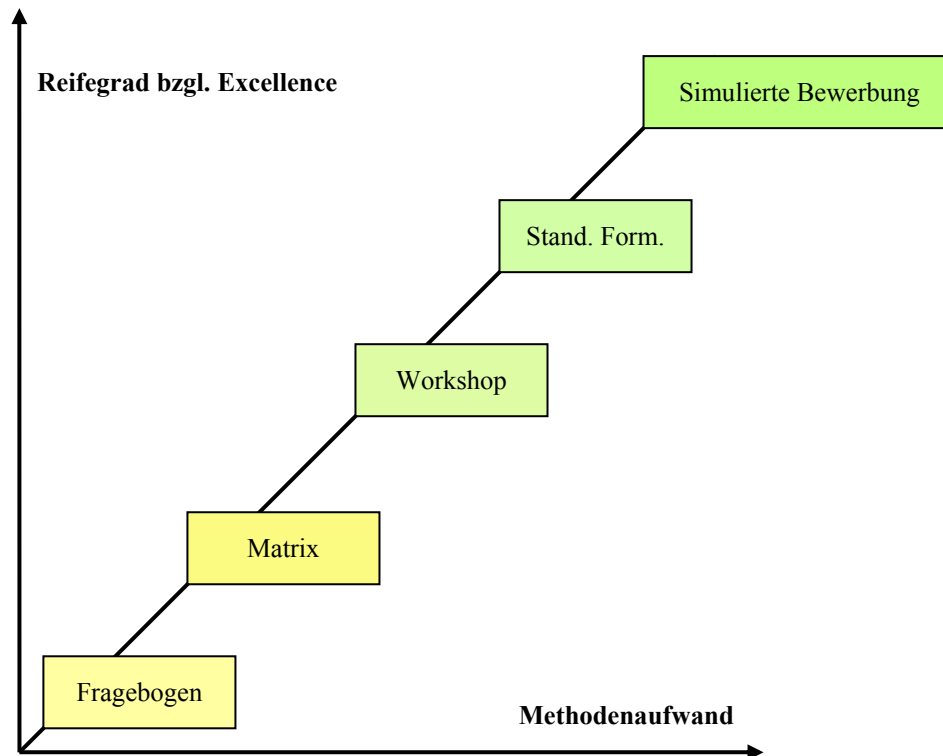 Reifegrad bzgl. Excellence
Simulierte Bewerbung
Stand. Form.
Workshop
Matrix
Fragebogen
Methodenaufwand